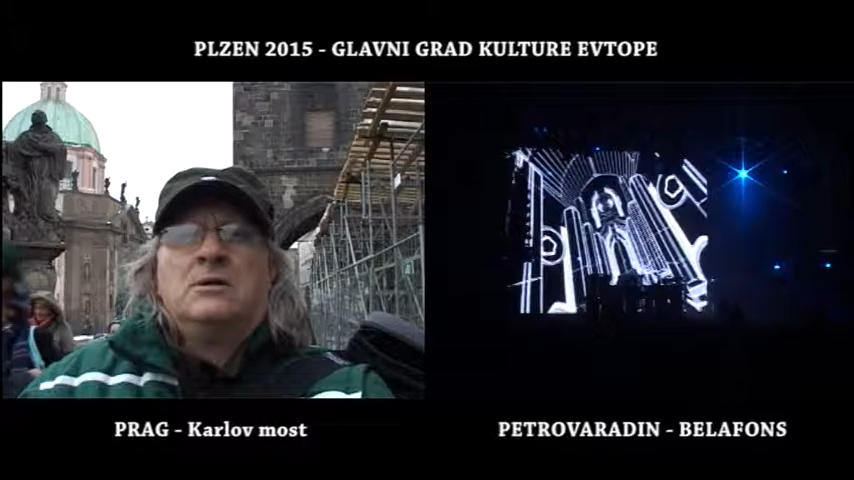 PLZEN 2015 - GLAVNI GRAD KULTURE EVTOPE
PRAG - Karlov most
PETROVARADIN - BELAFONS